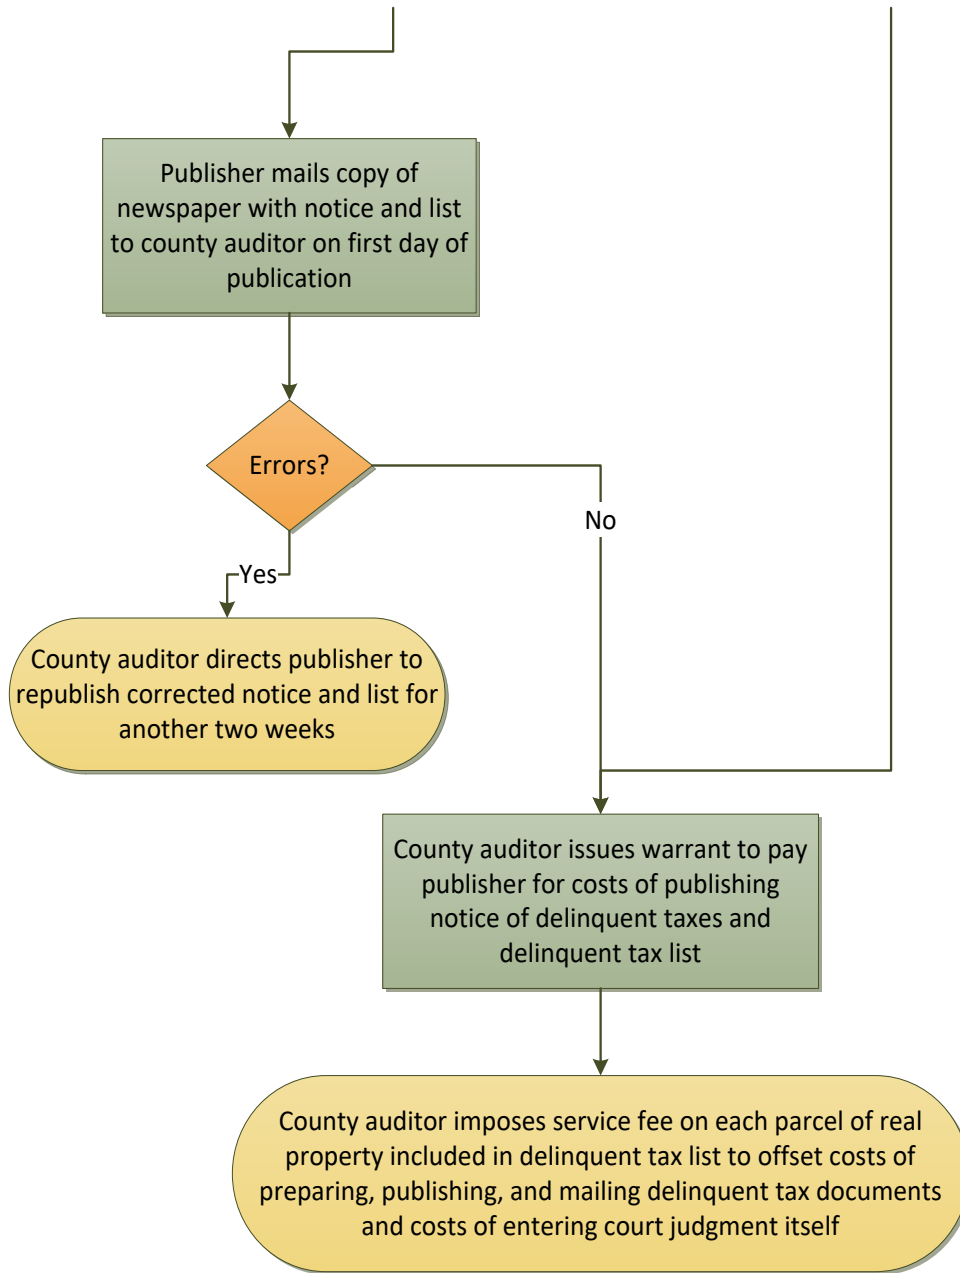 Publisher mails copy of
newspaper with notice and list
to county auditor on first day of
publication
Errors?
No
Yes
County auditor directs publisher to
republish corrected notice and list for
another two weeks
County auditor issues warrant to pay
publisher for costs of publishing
notice of delinquent taxes and
delinquent tax list
County auditor imposes service fee on each parcel of real
property included in delinquent tax list to offset costs of
preparing, publishing, and mailing delinquent tax documents
and costs of entering court judgment itself